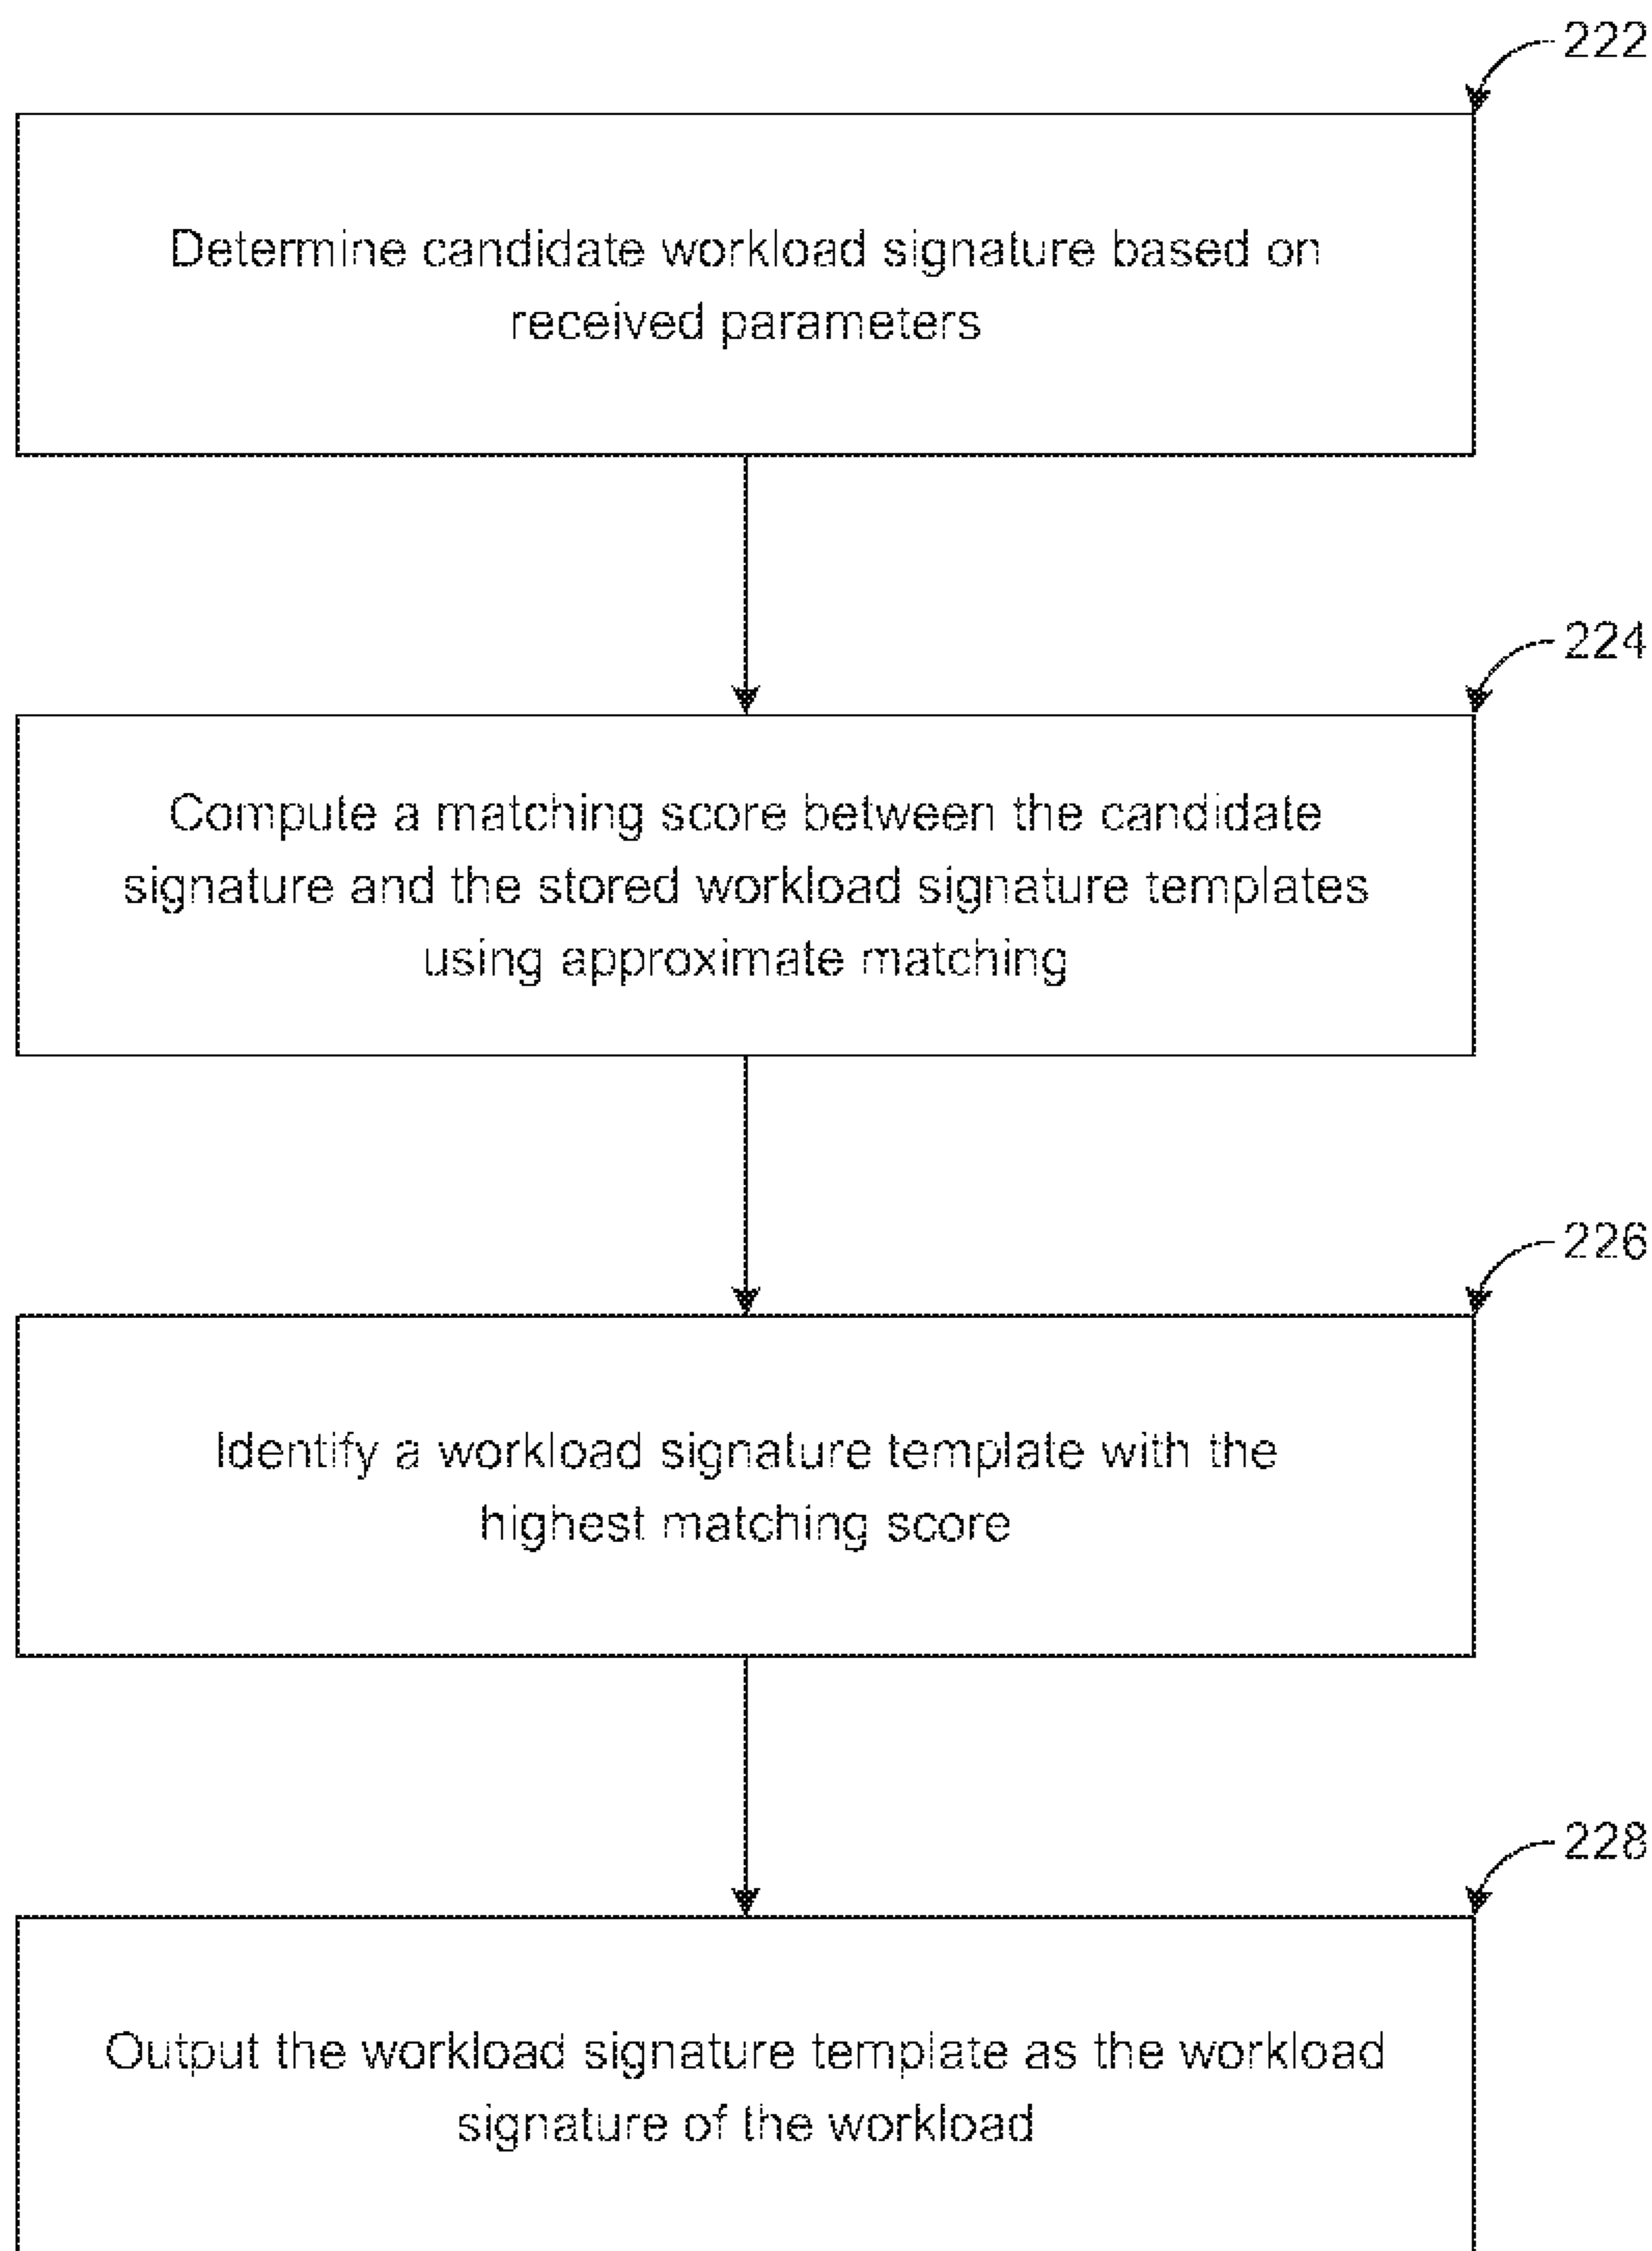 222
Determine candidate workload signature based on
received parameters
224
Compute a matching score between the candidate
signature and the stored workload signature templates
using approximate matching
226
Identify a workload signature template with the
highest matching score
228
Output the workload signature template as the workload
signature of the workload